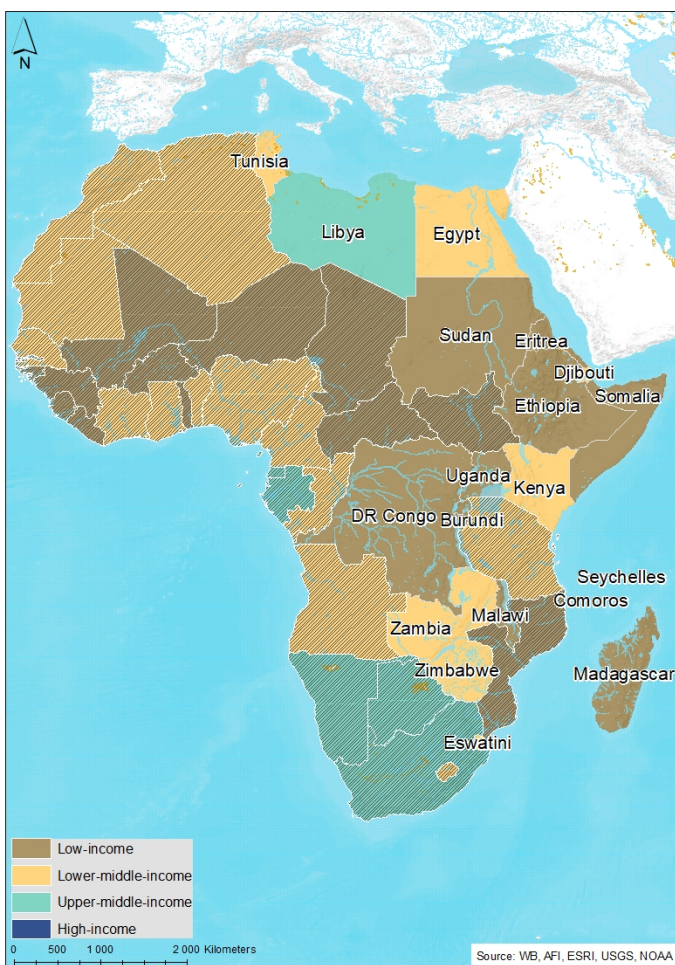 N
Tunisia
Libya
Egypt
Sudan
Eritrea
Djibouti
Somalia
Ethiopia
Uganda
Kenya
DR Congo
Burundi
Seychelles
Comoros
Malawi
Zambia
Zimbabwe
Madagascar
Eswatini
Low-income
Lower-middle-income
Upper-middle-income
High-income
0 500 1 000 2 000 Kilometers
Source: WB, AFI, ESRI, USGS, NOAA